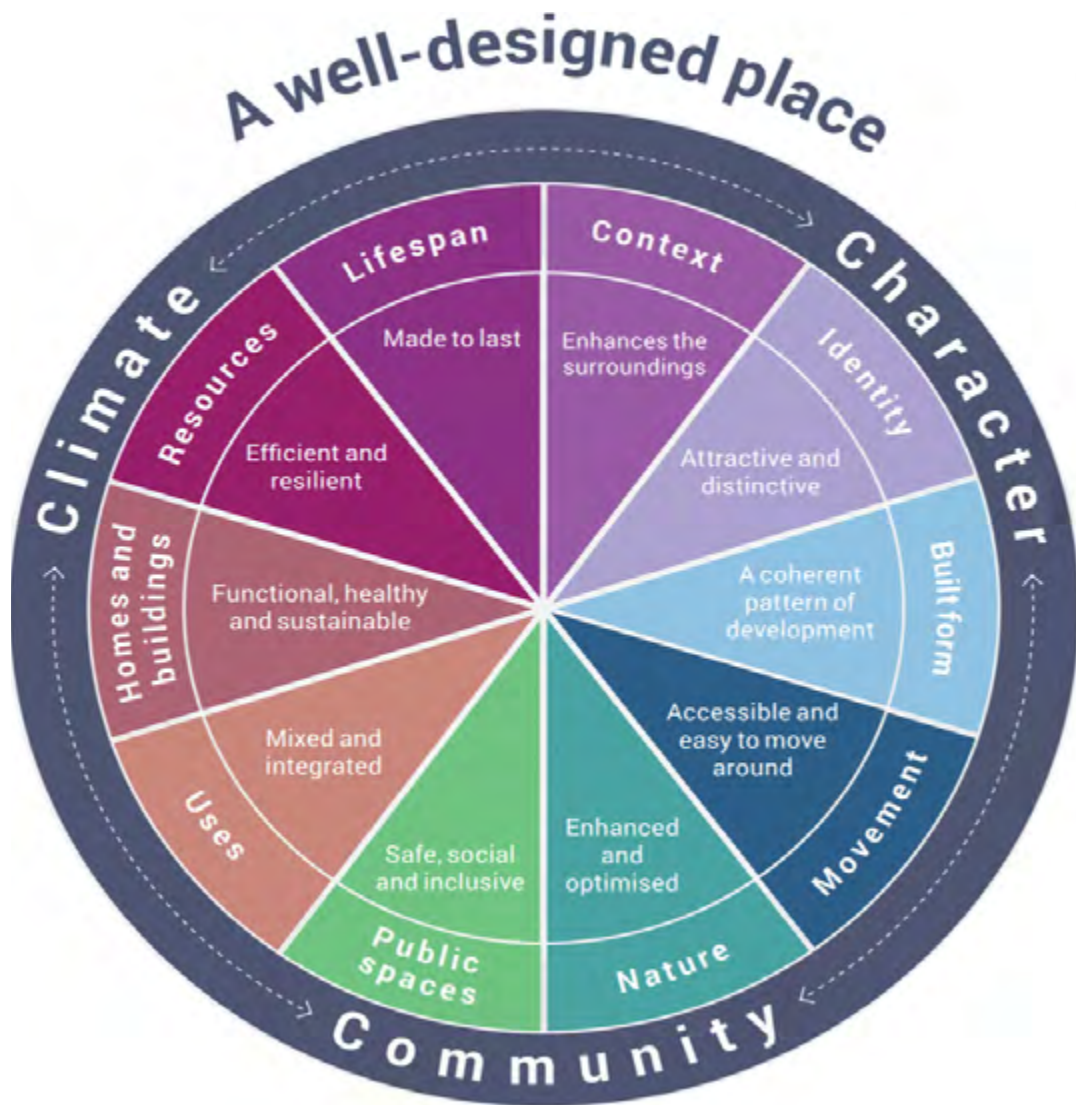 A well-designed place
Climate
Character
Community
Context
Enhances the
surroundings
Identity
Attractive and
distinctive
Built form
A coherent
pattern of
development
Movement
Accessible and
easy to move
around
Nature
Enhanced
and
optimised
Public
spaces
Safe, social
and inclusive
Uses
Mixed and
integrated
Homes and
buildings
Functional, healthy
and sustainable
Resources
Efficient and
resilient
Lifespan
Made to last